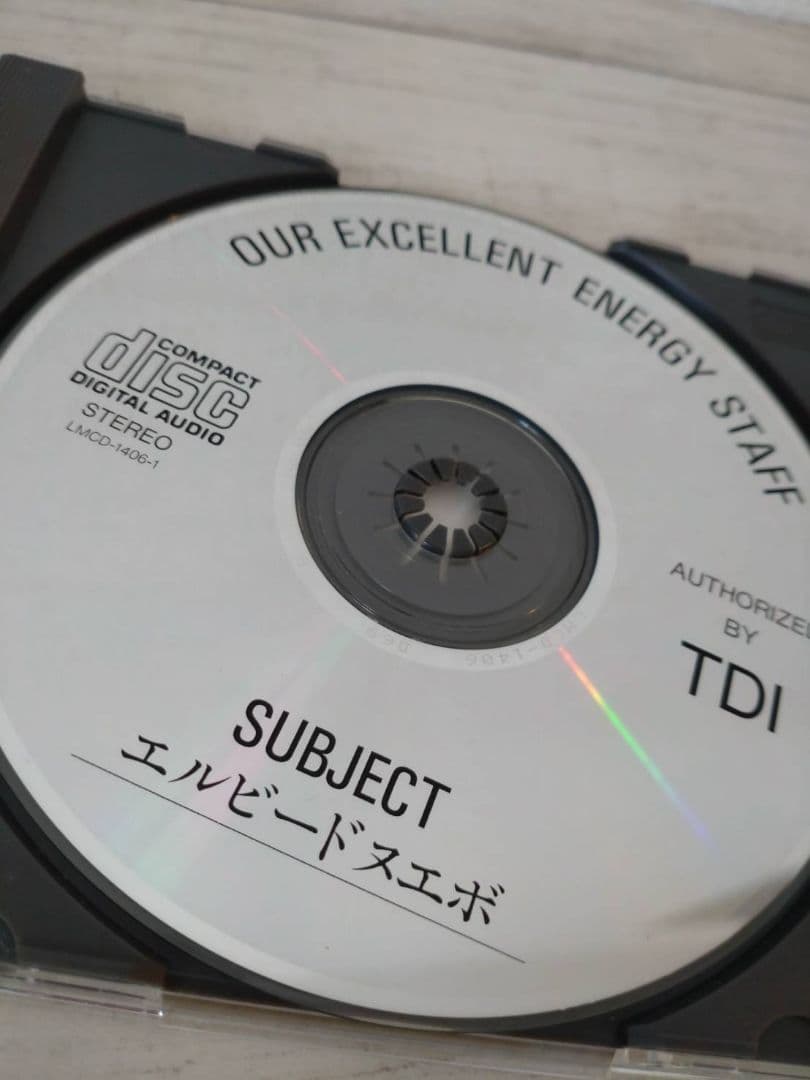 OUR EXCELLENT ENERGY STAFF
COMPACT
disc
DIGITAL AUDIO
STEREO
LMCD-1406-1
AUTHORIZED
BY
TDI
SUBJECT
エルビードスエボ